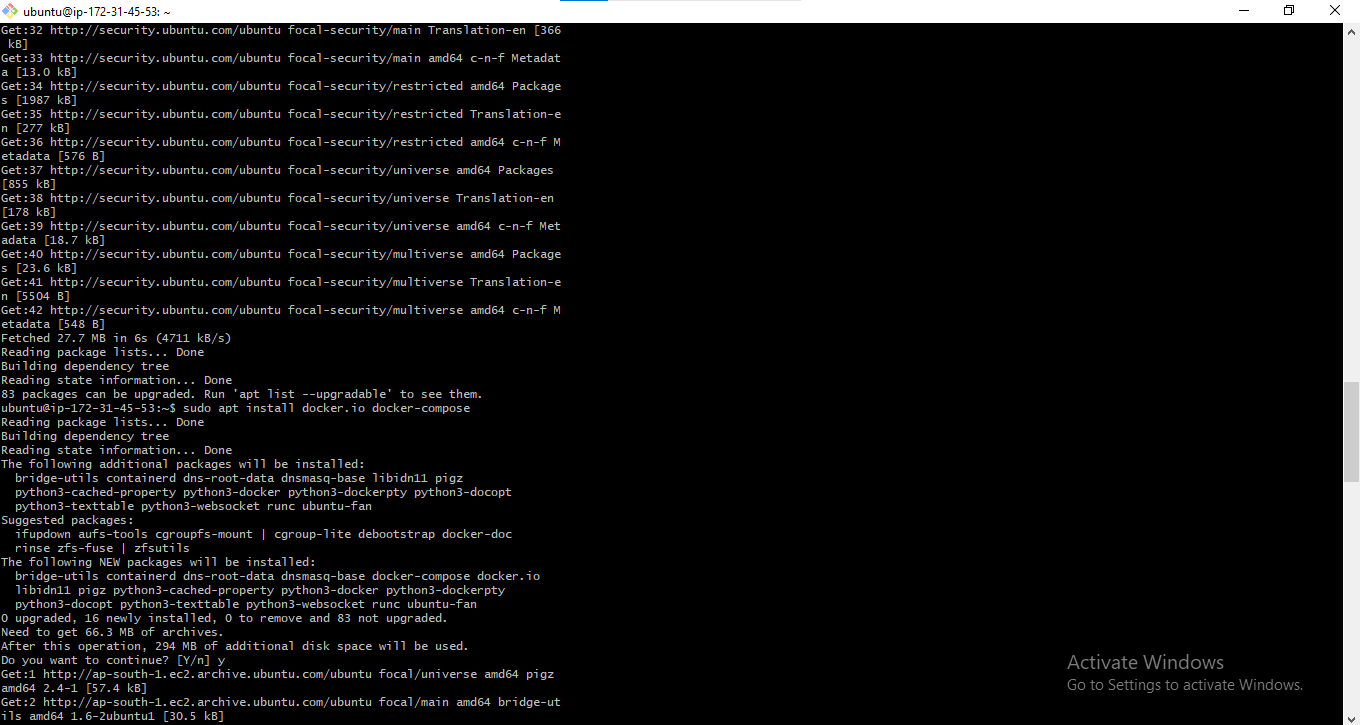 ubuntu@ip-172-31-45-53: ~
Get:32 http://security.ubuntu.com/ubuntu focal-security/main Translation-en [366
 kB]
Get:33 http://security.ubuntu.com/ubuntu focal-security/main amd64 c-n-f Metadat
a [13.0 kB]
Get:34 http://security.ubuntu.com/ubuntu focal-security/restricted amd64 Package
s [1987 kB]
Get:35 http://security.ubuntu.com/ubuntu focal-security/restricted Translation-e
n [277 kB]
Get:36 http://security.ubuntu.com/ubuntu focal-security/restricted amd64 c-n-f M
etadata [576 B]
Get:37 http://security.ubuntu.com/ubuntu focal-security/universe amd64 Packages
[855 kB]
Get:38 http://security.ubuntu.com/ubuntu focal-security/universe Translation-en
[178 kB]
Get:39 http://security.ubuntu.com/ubuntu focal-security/universe amd64 c-n-f Met
adata [18.7 kB]
Get:40 http://security.ubuntu.com/ubuntu focal-security/multiverse amd64 Package
s [23.6 kB]
Get:41 http://security.ubuntu.com/ubuntu focal-security/multiverse Translation-e
n [5504 B]
Get:42 http://security.ubuntu.com/ubuntu focal-security/multiverse amd64 c-n-f M
etadata [548 B]
Fetched 27.7 MB in 6s (4711 kB/s)
Reading package lists... Done
Building dependency tree
Reading state information... Done
83 packages can be upgraded. Run 'apt list --upgradable' to see them.
ubuntu@ip-172-31-45-53:~$ sudo apt install docker.io docker-compose
Reading package lists... Done
Building dependency tree
Reading state information... Done
The following additional packages will be installed:
  bridge-utils containerd dns-root-data dnsmasq-base libidn11 pigz
  python3-cached-property python3-docker python3-dockerpty python3-docopt
  python3-texttable python3-websocket runc ubuntu-fan
Suggested packages:
  ifupdown aufs-tools cgroupfs-mount | cgroup-lite debootstrap docker-doc
  rinse zfs-fuse | zfsutils
The following NEW packages will be installed:
  bridge-utils containerd dns-root-data dnsmasq-base docker-compose docker.io
  libidn11 pigz python3-cached-property python3-docker python3-dockerpty
  python3-docopt python3-texttable python3-websocket runc ubuntu-fan
0 upgraded, 16 newly installed, 0 to remove and 83 not upgraded.
Need to get 66.3 MB of archives.
After this operation, 294 MB of additional disk space will be used.
Do you want to continue? [Y/n] y
Get:1 http://ap-south-1.ec2.archive.ubuntu.com/ubuntu focal/universe amd64 pigz
amd64 2.4-1 [57.4 kB]
Get:2 http://ap-south-1.ec2.archive.ubuntu.com/ubuntu focal/main amd64 bridge-ut
ils amd64 1.6-2ubuntu1 [30.5 kB]
Activate Windows
Go to Settings to activate Windows.